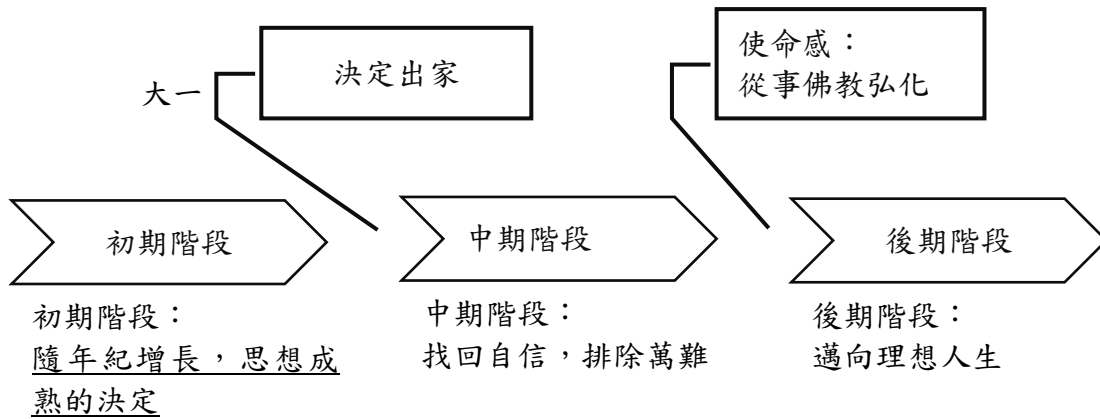 決定出家
使命感：
從事佛教弘化
大一
初期階段
中期階段
後期階段
初期階段：
隨年紀增長，思想成
熟的決定
中期階段：
找回自信，排除萬難
後期階段：
邁向理想人生